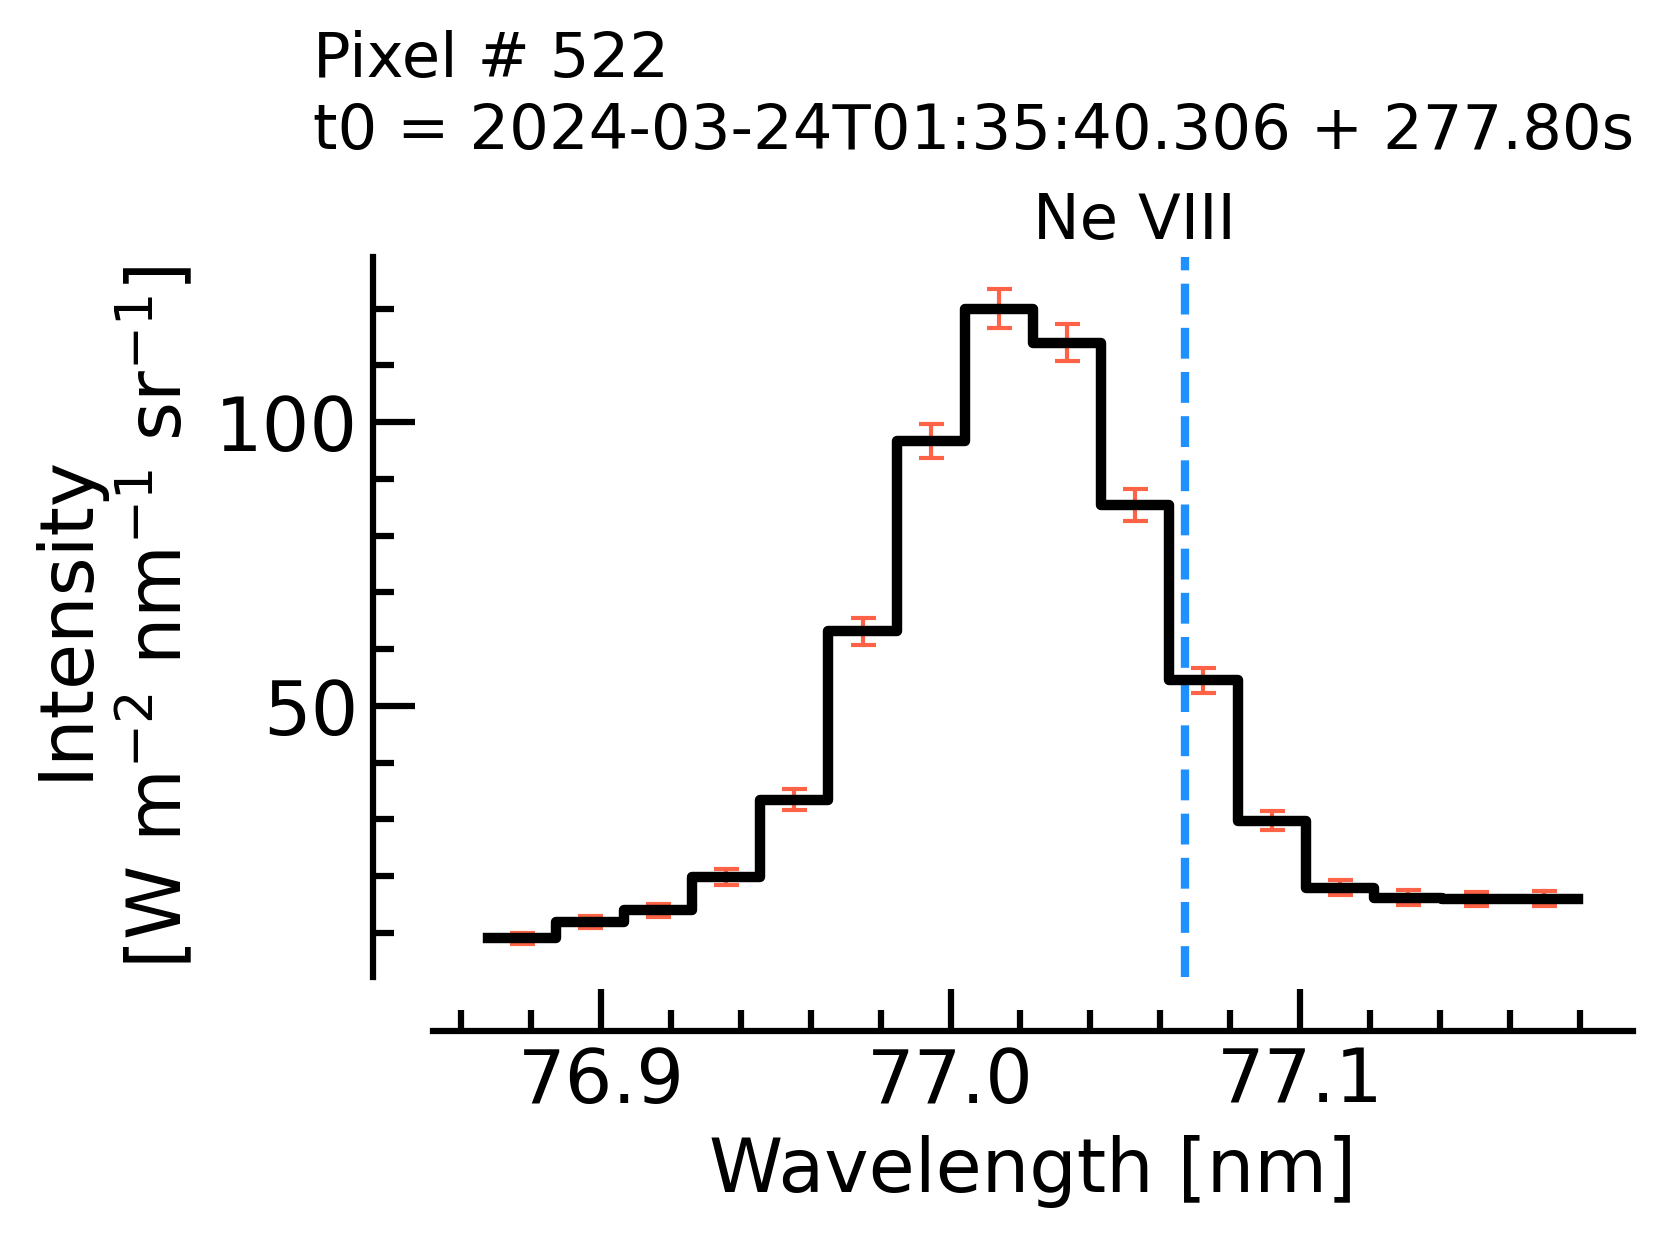 Pixel # 522
t0 = 2024-03-24T01:35:40.306 + 277.80s
Ne VIII
Intensity
[W m⁻² nm⁻¹ sr⁻¹]
100
50
76.9
77.0
77.1
Wavelength [nm]